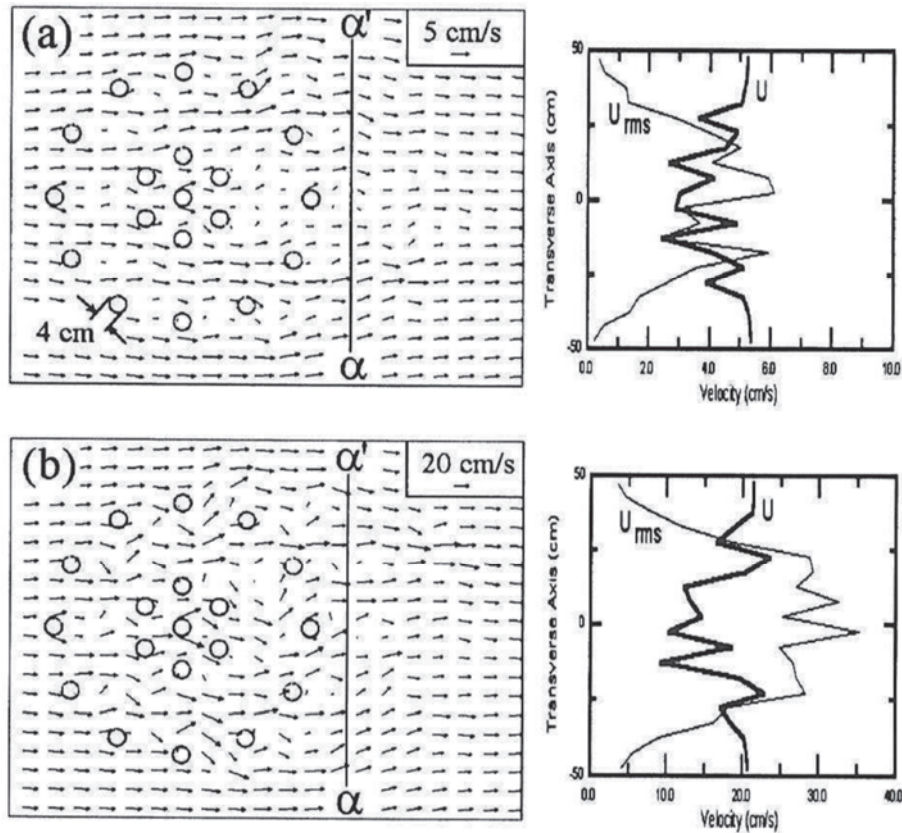 (a)
α'
5 cm/s
4 cm
α
50
0
-50
Transverse Axis (cm)
U
U rms
0.0 2.0 4.0 6.0 8.0 10.0
Velocity (cm/s)
(b)
α'
20 cm/s
α
50
0
-50
Transverse Axis (cm)
U
U rms
0.0 10.0 20.0 30.0 40.0
Velocity (cm/s)